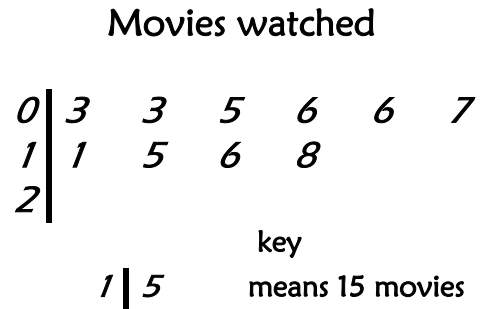 Movies watched
0 3 3 5 6 6 7
1 1 5 6 8
2
key
1 | 5 means 15 movies